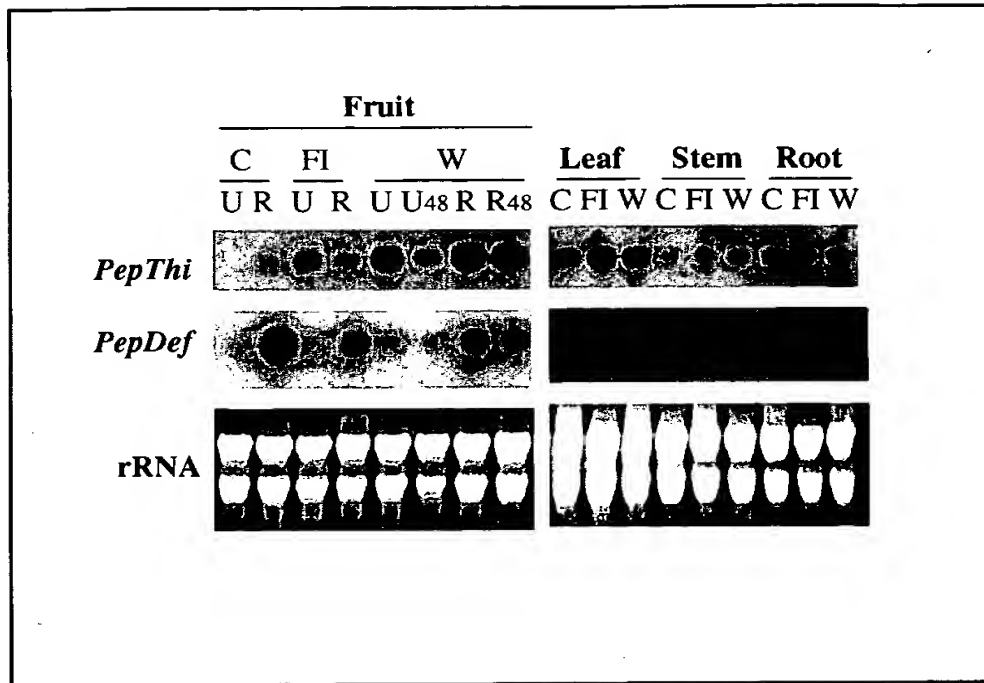 Fruit
C FI W Leaf Stem Root
U R U R U U48 R R48 C FI W C FI W C FI W
PepThi
PepDef
rRNA